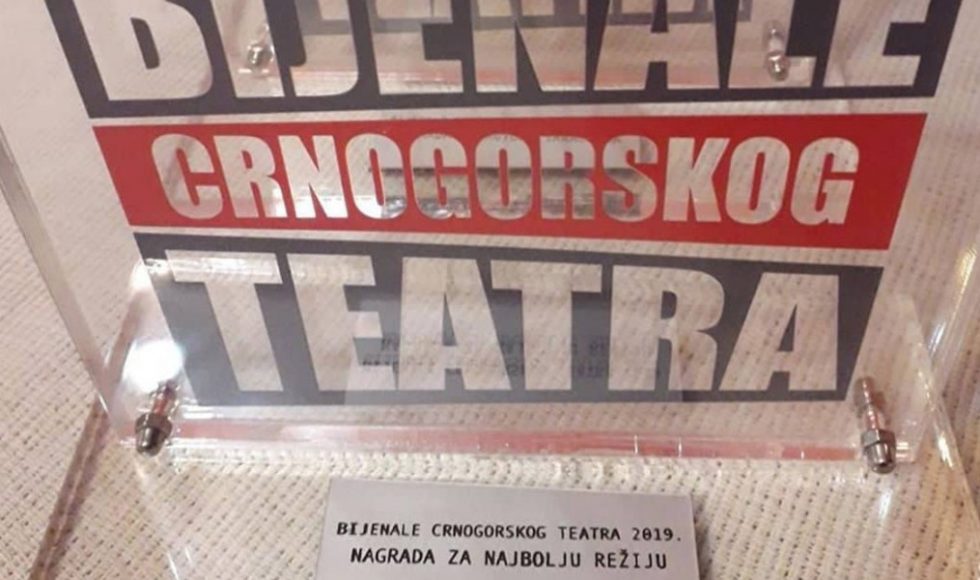 BIJENALE
CRNOGORSKOG
TEATRA
BIJENALE CRNOGORSKOG TEATRA 2019.
NAGRADA ZA NAJBOLJU REŽIJU